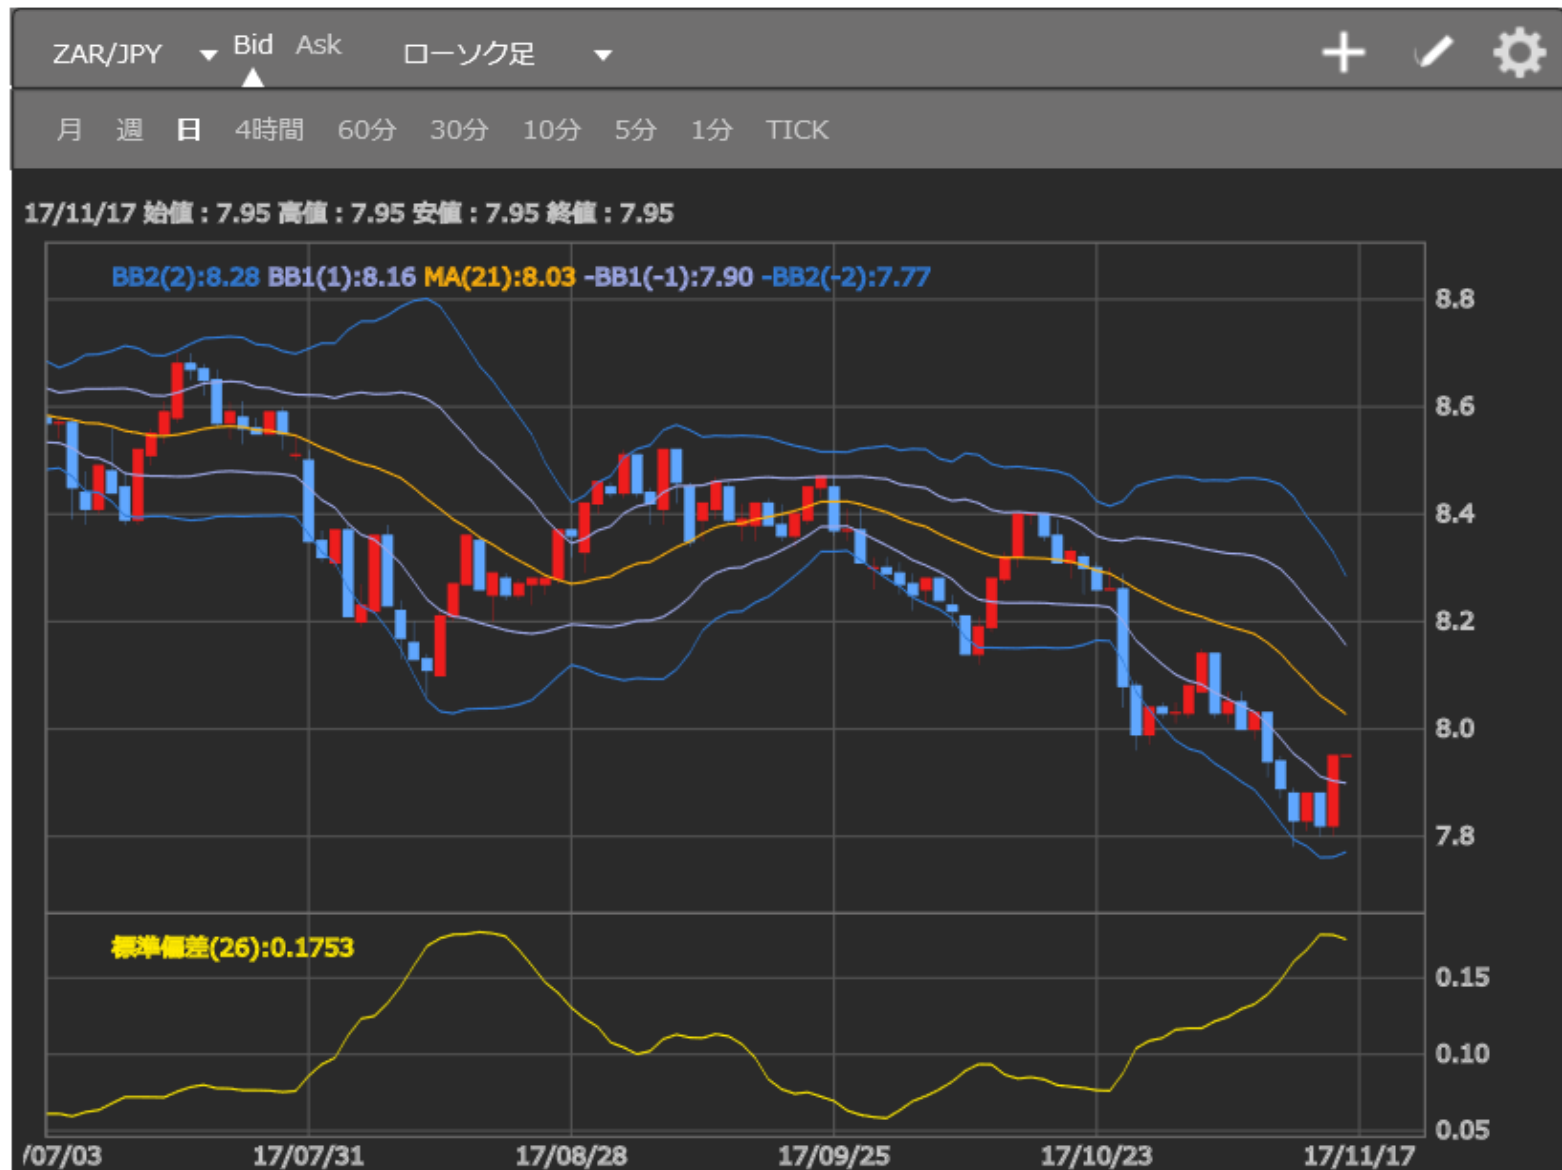 ZAR/JPY Bid Ask ローソク足
月 週 日 4時間 60分 30分 10分 5分 1分 TICK
17/11/17 始値 : 7.95 高値 : 7.95 安値 : 7.95 終値 : 7.95
BB2(2):8.28 BB1(1):8.16 MA(21):8.03 -BB1(-1):7.90 -BB2(-2):7.77
8.8
8.6
8.4
8.2
8.0
7.8
標準偏差(26):0.1753
0.15
0.10
0.05
/07/03 17/07/31 17/08/28 17/09/25 17/10/23 17/11/17